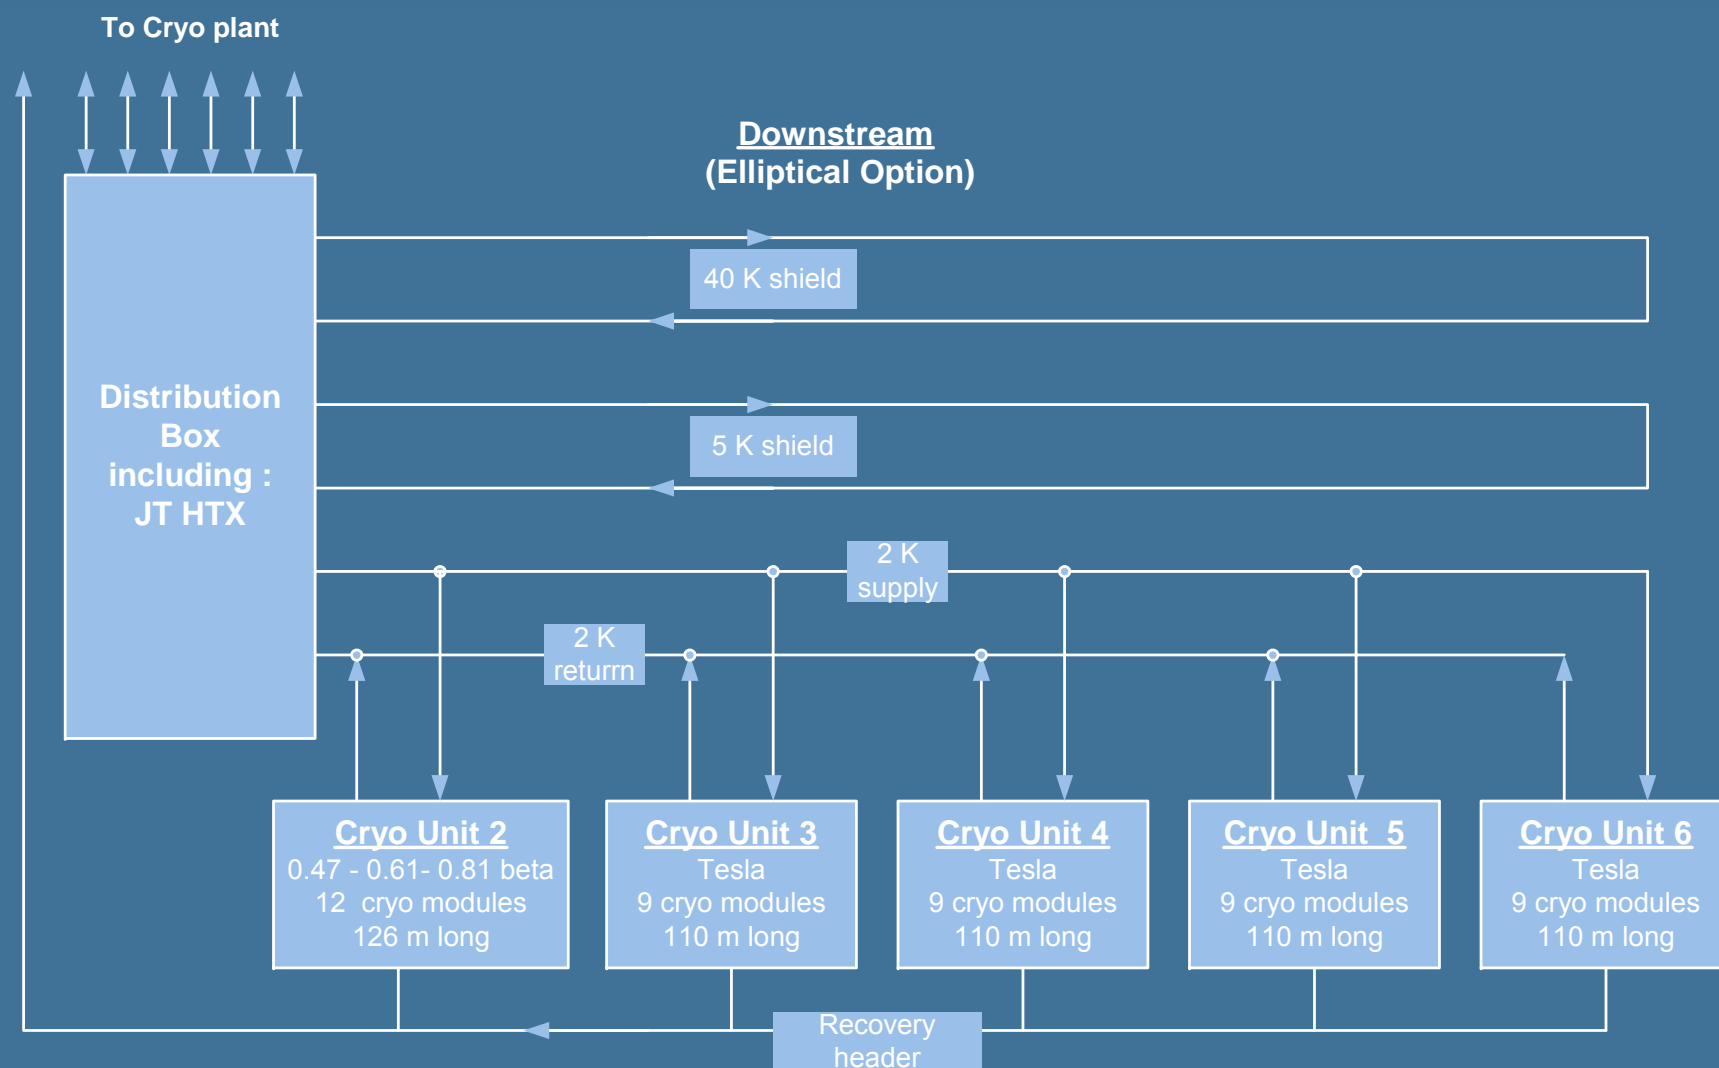 To Cryo plant
Downstream
(Elliptical Option)
40 K shield
Distribution
Box
including :
JT HTX
5 K shield
2 K
supply
2 K
returrn
Cryo Unit 2
0.47 - 0.61- 0.81 beta
12 cryo modules
126 m long
Cryo Unit 3
Tesla
9 cryo modules
110 m long
Cryo Unit 4
Tesla
9 cryo modules
110 m long
Cryo Unit 5
Tesla
9 cryo modules
110 m long
Cryo Unit 6
Tesla
9 cryo modules
110 m long
Recovery
header